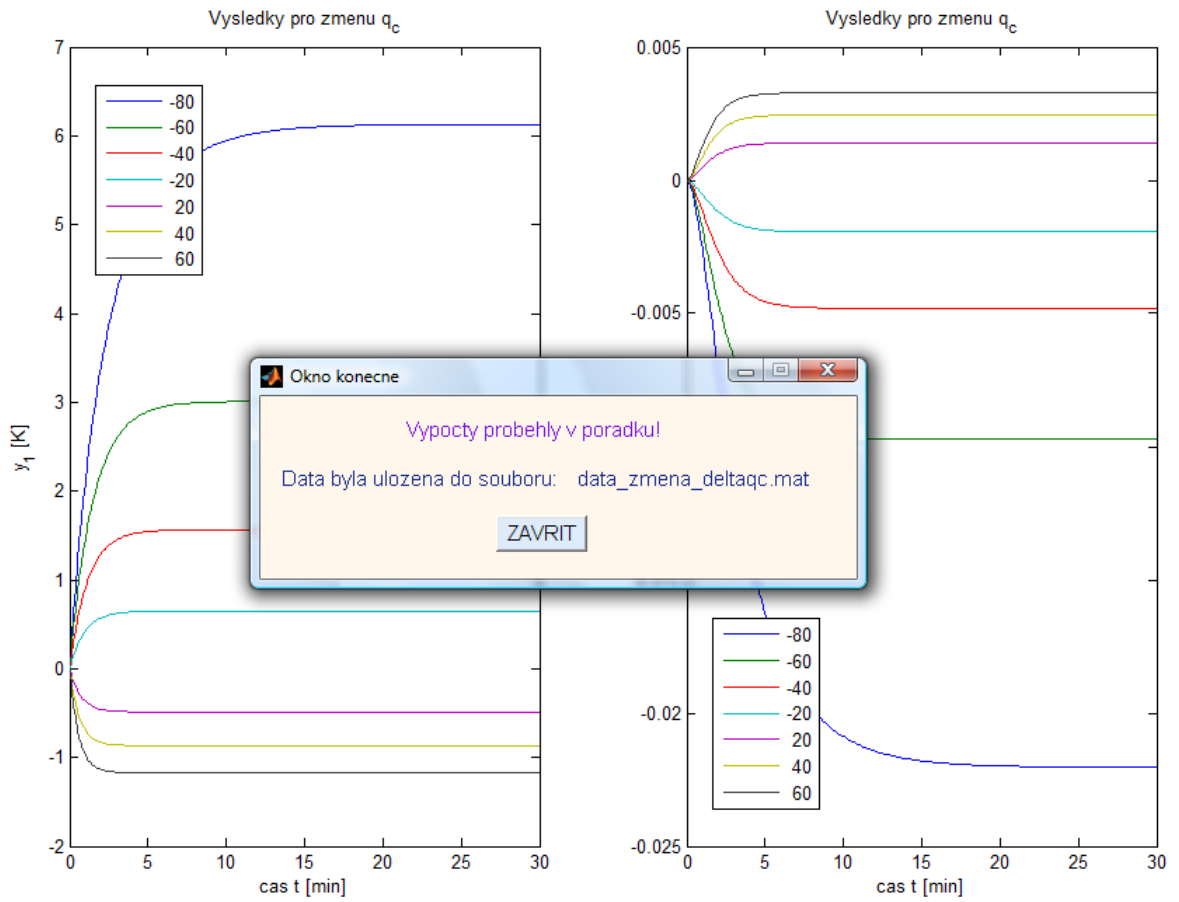 Vysledky pro zmenu q_c
7
6
5
4
3
2
1
0
-1
-2
y_1 [K]
-80
-60
-40
-20
20
40
60
0 5 10 15 20 25 30
cas t [min]
Vysledky pro zmenu q_c
0.005
0
-0.005
-0.02
-0.025
-80
-60
-40
-20
20
40
60
0 5 10 15 20 25 30
cas t [min]
Okno konecne
Vypocty probehly v poradku!
Data byla ulozena do souboru: data_zmena_deltaqc.mat
ZAVRIT